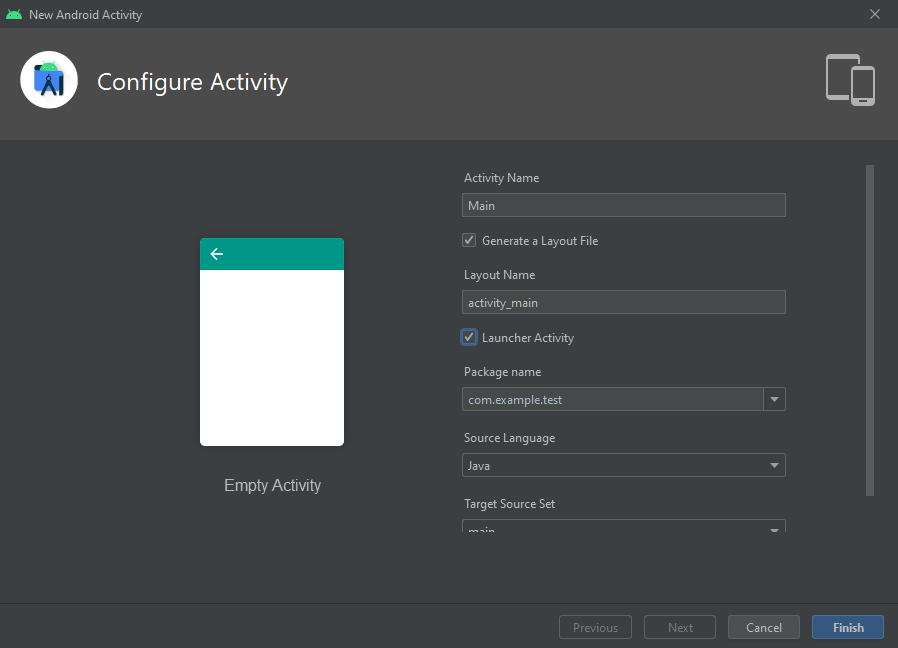 New Android Activity
Configure Activity
Activity Name
Main
Generate a Layout File
Layout Name
activity_main
Launcher Activity
Package name
com.example.test
Source Language
Java
Target Source Set
main
Empty Activity
Previous
Next
Cancel
Finish